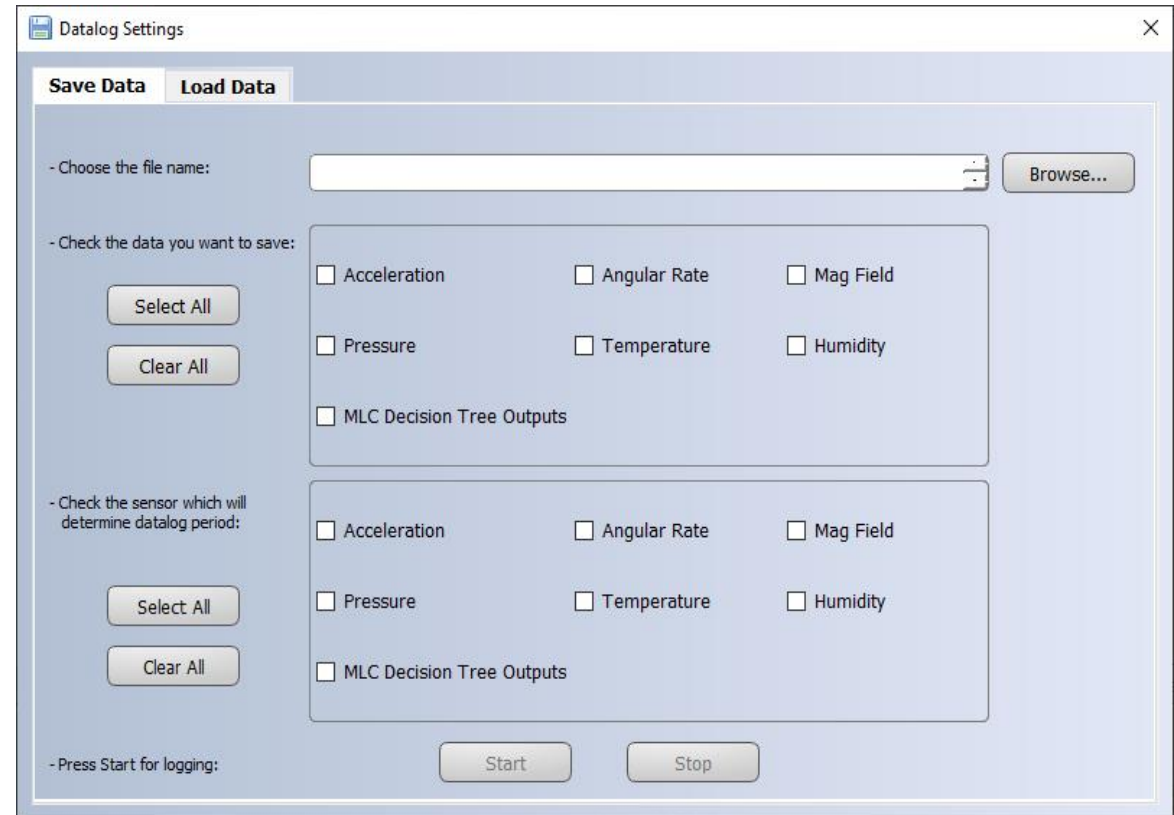 Datalog Settings
Save Data Load Data
- Choose the file name:
Browse...
- Check the data you want to save:
Select All
Clear All
Acceleration Angular Rate Mag Field
Pressure Temperature Humidity
MLC Decision Tree Outputs
- Check the sensor which will
determine datalog period:
Select All
Clear All
Acceleration Angular Rate Mag Field
Pressure Temperature Humidity
MLC Decision Tree Outputs
- Press Start for logging:
Start Stop